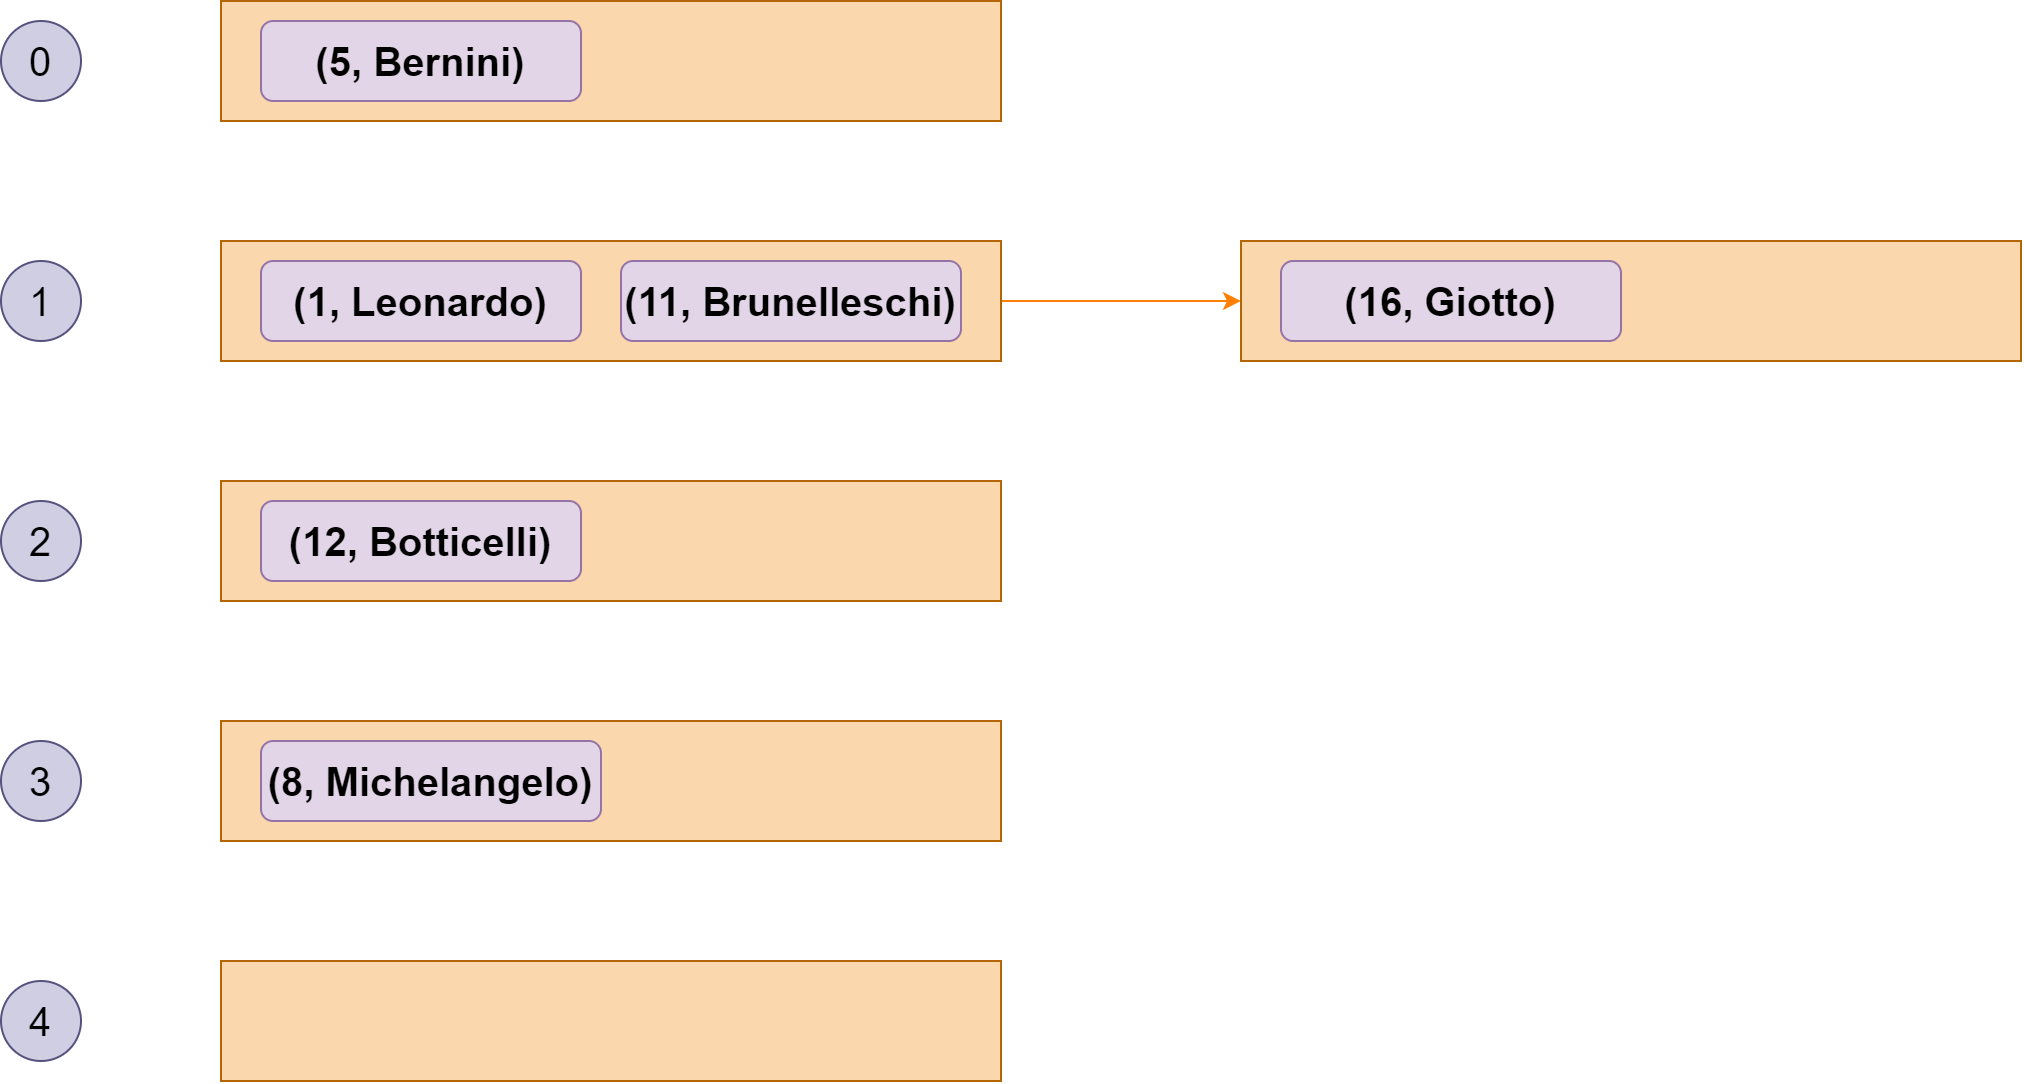 0
(5, Bernini)
1
(1, Leonardo)
(11, Brunelleschi)
(16, Giotto)
2
(12, Botticelli)
3
(8, Michelangelo)
4